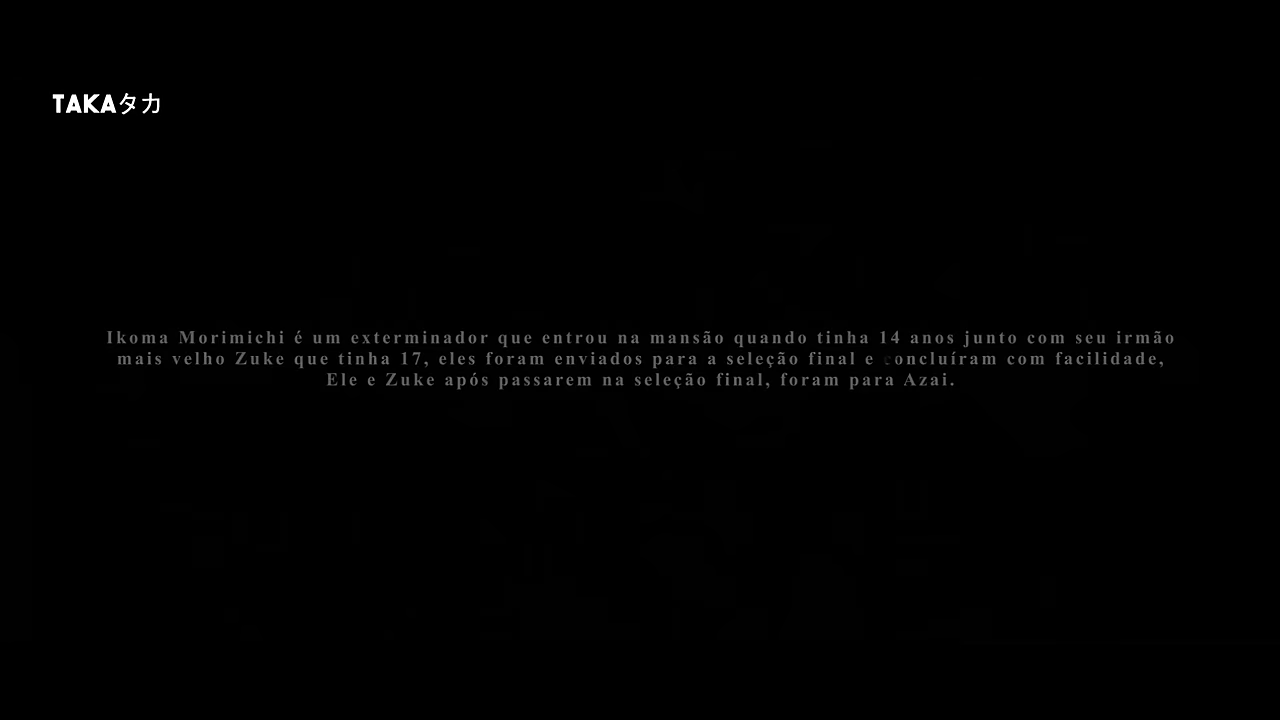 TAKAタカ
Ikoma Morimichi é um exterminador que entrou na mansão quando tinha 14 anos junto com seu irmão
mais velho Zuke que tinha 17, eles foram enviados para a seleção final e concluíram com facilidade,
Ele e Zuke após passarem na seleção final, foram para Azai.